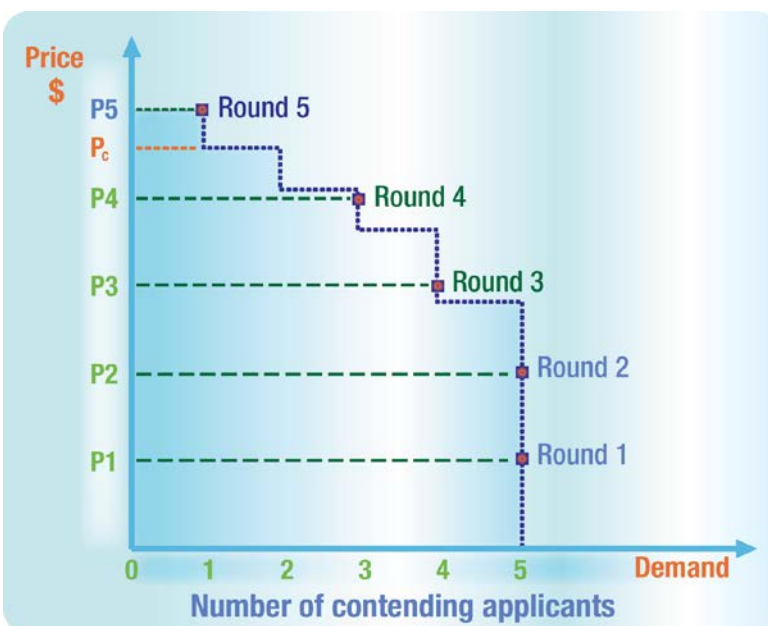 Price
$
P5
Round 5
Pc
P4
Round 4
P3
Round 3
P2
Round 2
P1
Round 1
0 1 2 3 4 5 Demand
Number of contending applicants